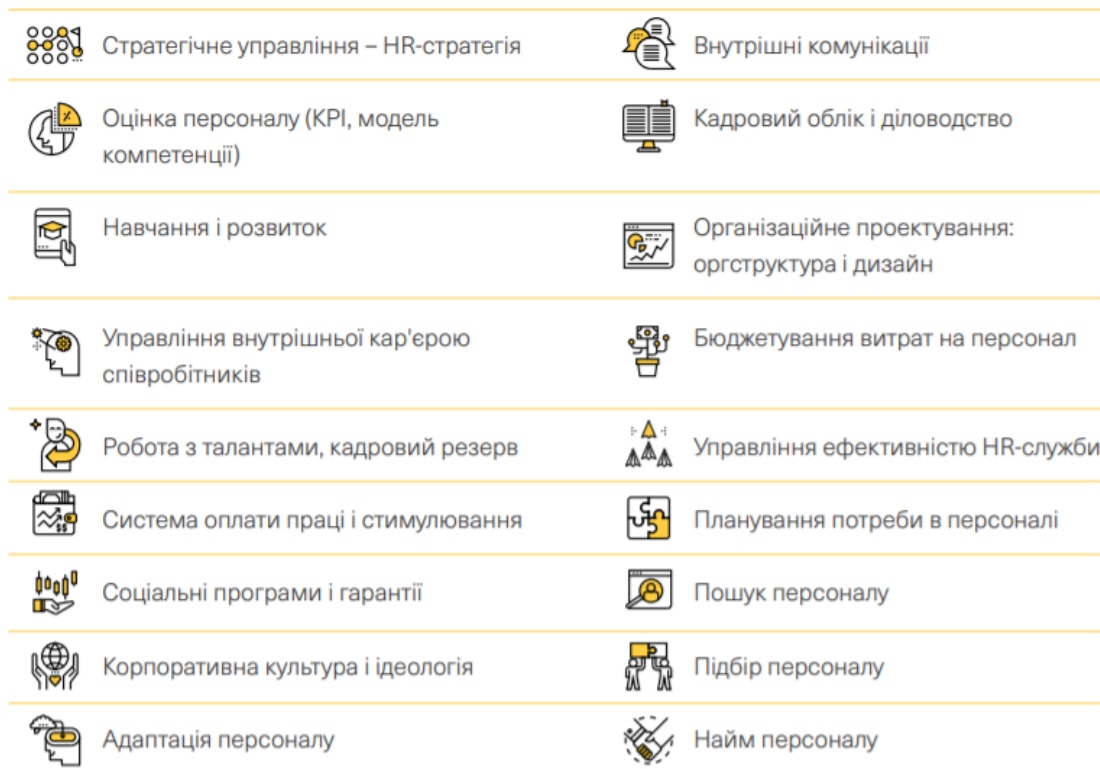 Стратегічне управління – HR-стратегія
Внутрішні комунікації
Оцінка персоналу (KPI, модель
компетенції)
Кадровий облік і діловодство
Навчання і розвиток
Організаційне проектування:
оргструктура і дизайн
Управління внутрішньої кар'єрою
співробітників
Бюджетування витрат на персонал
Робота з талантами, кадровий резерв
Управління ефективністю HR-служби
Система оплати праці і стимулювання
Планування потреби в персоналі
Соціальні програми і гарантії
Пошук персоналу
Корпоративна культура і ідеологія
Підбір персоналу
Адаптація персоналу
Найм персоналу